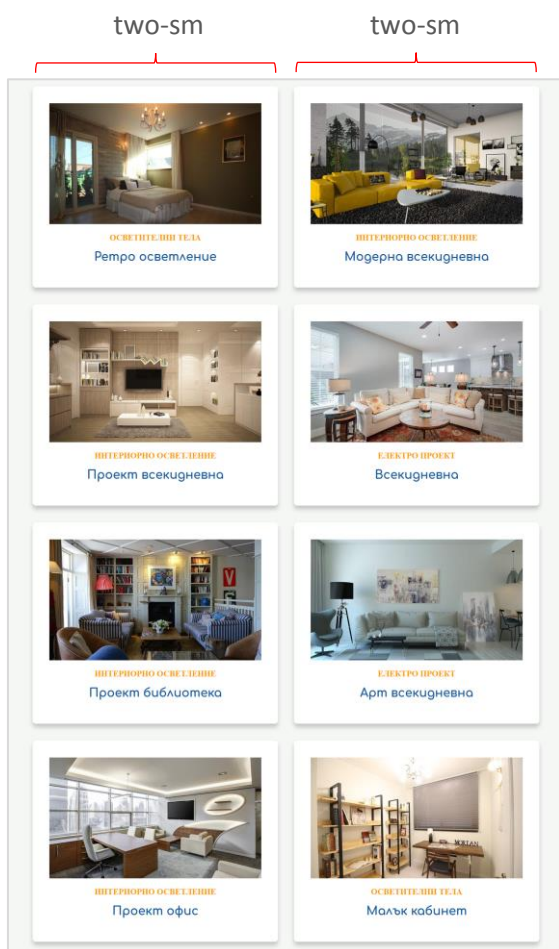 two-sm
two-sm
ОСВЕТИТЕЛНИ ТЕЛА
Ретро осветление
ИНТЕРИОРНО ОСВЕТЛЕНИЕ
Модерна всекидневна
ИНТЕРИОРНО ОСВЕТЛЕНИЕ
Проект всекидневна
ЕЛЕКТРО ПРОЕКТ
Всекидневна
ИНТЕРИОРНО ОСВЕТЛЕНИЕ
Проект библиотека
ЕЛЕКТРО ПРОЕКТ
Арт всекидневна
ИНТЕРИОРНО ОСВЕТЛЕНИЕ
Проект офис
ОСВЕТИТЕЛНИ ТЕЛА
Малък кабинет